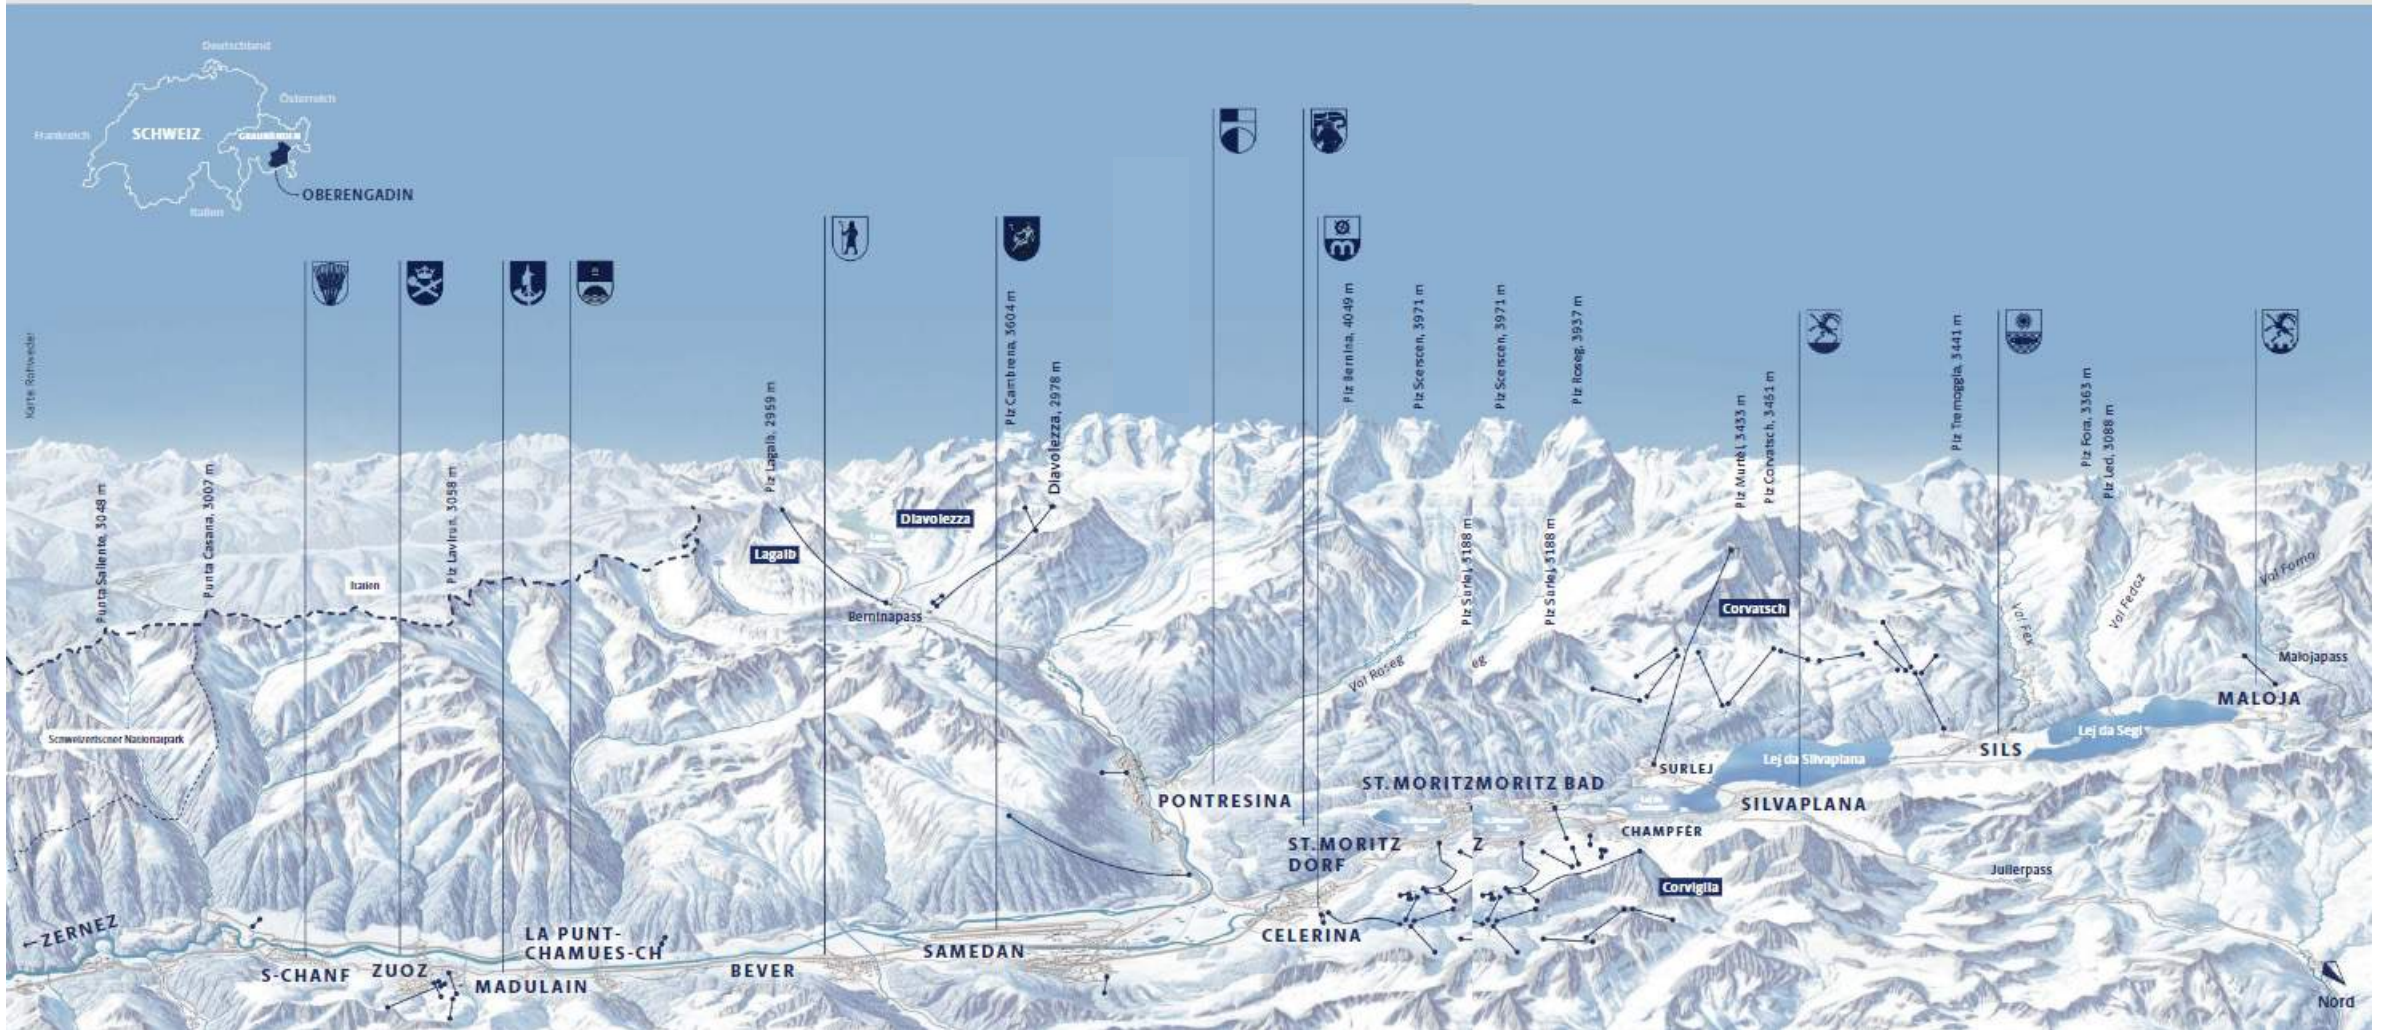 Deutschland
Österreich
Frankreich
SCHWEIZ
GRAUBÜNDEN
OBERENGADIN
Italien
Karte Rohweder
Punta Saliente, 3048 m
Punta Casana, 3007 m
Italien
Piz Lavirun, 3058 m
Piz Lagalb, 2959 m
Lagalb
Diavolezza
Piz Cambrena, 3604 m
Diavolezza, 2978 m
Berninapass
Piz Bernina, 4049 m
Piz Scerscen, 3971 m
Piz Scerscen, 3971 m
Piz Roseg, 3937 m
Piz Surlej, 3188 m
Piz Surlej, 3188 m
Piz Murtèl, 3433 m
Piz Corvatsch, 3451 m
Corvatsch
Piz Tremoggia, 3441 m
Piz Fora, 3363 m
Piz Led, 3088 m
Val Roseg
eg
Val Fex
Val Fedoz
Val Forno
Malojapass
MALOJA
Schweizerischer Nationalpark
Lej da Segl
SILS
Lej da Silvaplana
SURLEJ
SILVAPLANA
ST.MORITZMORITZ BAD
PONTRESINA
CHAMPFÈR
ST.MORITZ
DORF
Z
Julierpass
Corviglia
←ZERNEZ
S-CHANF
ZUOZ
MADULAIN
LA PUNT-
CHAMUES-CH
BEVER
SAMEDAN
CELERINA
Nord